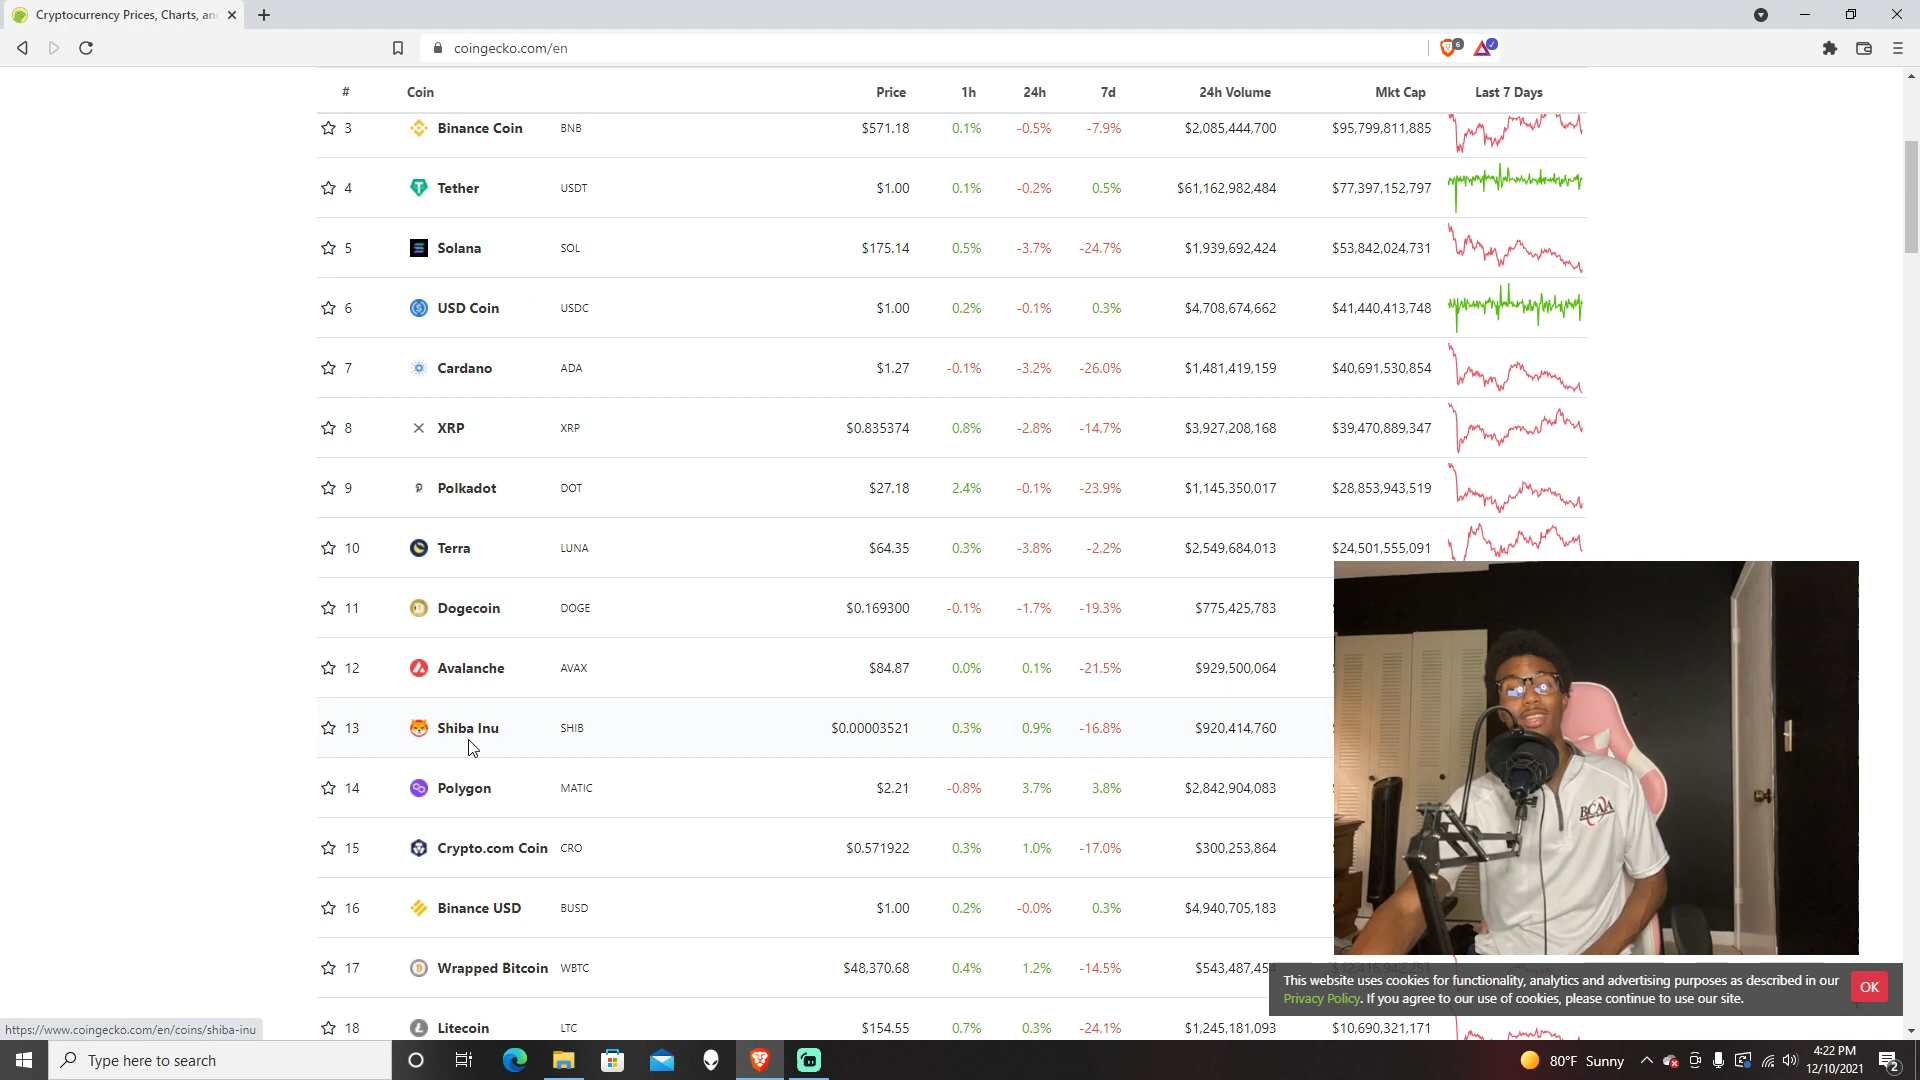 Cryptocurrency Prices, Charts, an
coingecko.com/en
6
# Coin Price 1h 24h 7d 24h Volume Mkt Cap Last 7 Days
3 Binance Coin BNB $571.18 0.1% -0.5% -7.9% $2,085,444,700 $95,799,811,885
4 Tether USDT $1.00 0.1% -0.2% 0.5% $61,162,982,484 $77,397,152,797
5 Solana SOL $175.14 0.5% -3.7% -24.7% $1,939,692,424 $53,842,024,731
6 USD Coin USDC $1.00 0.2% -0.1% 0.3% $4,708,674,662 $41,440,413,748
7 Cardano ADA $1.27 -0.1% -3.2% -26.0% $1,481,419,159 $40,691,530,854
8 XRP XRP $0.835374 0.8% -2.8% -14.7% $3,927,208,168 $39,470,889,347
9 Polkadot DOT $27.18 2.4% -0.1% -23.9% $1,145,350,017 $28,853,943,519
10 Terra LUNA $64.35 0.3% -3.8% -2.2% $2,549,684,013 $24,501,555,091
11 Dogecoin DOGE $0.169300 -0.1% -1.7% -19.3% $775,425,783
12 Avalanche AVAX $84.87 0.0% 0.1% -21.5% $929,500,064
13 Shiba Inu SHIB $0.00003521 0.3% 0.9% -16.8% $920,414,760
14 Polygon MATIC $2.21 -0.8% 3.7% 3.8% $2,842,904,083
BCAA
15 Crypto.com Coin CRO $0.571922 0.3% 1.0% -17.0% $300,253,864
16 Binance USD BUSD $1.00 0.2% -0.0% 0.3% $4,940,705,183
17 Wrapped Bitcoin WBTC $48,370.68 0.4% 1.2% -14.5% $543,487,45
This website uses cookies for functionality, analytics and advertising purposes as described in our
Privacy Policy. If you agree to our use of cookies, please continue to use our site.
OK
18 Litecoin LTC $154.55 0.7% 0.3% -24.1% $1,245,181,093 $10,690,321,171
https://www.coingecko.com/en/coins/shiba-inu
Type here to search
80°F Sunny
4:22 PM
12/10/2021
2